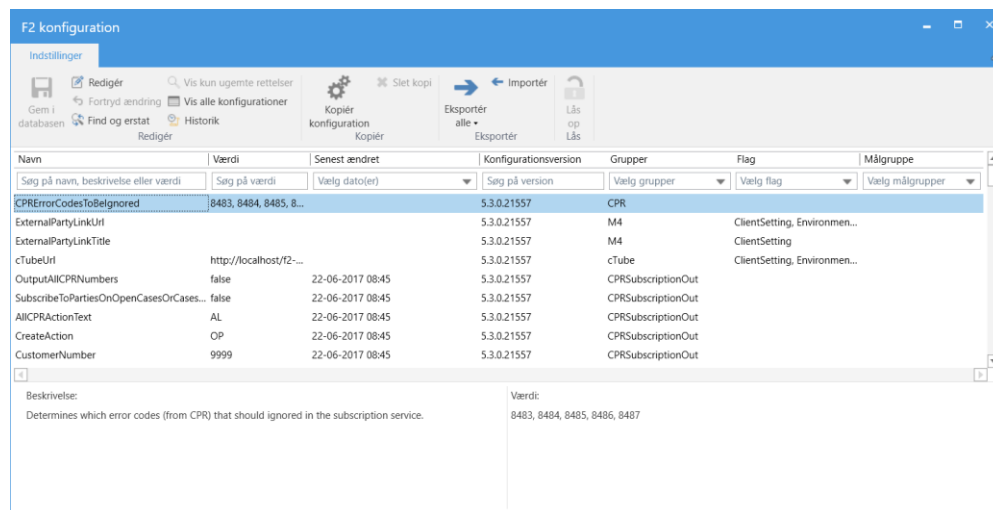 F2 konfiguration
Indstillinger
Gem i databasen
Redigér
Fortryd ændring
Find og erstat
Vis kun ugemte rettelser
Vis alle konfigurationer
Historik
Redigér
Kopiér konfiguration
Slet kopi
Kopiér
Eksportér alle
Importér
Eksportér
Lås op
Lås
Navn Værdi Senest ændret Konfigurationsversion Grupper Flag Målgruppe
Søg på navn, beskrivelse eller værdi Søg på værdi Vælg dato(er) Søg på version Vælg grupper Vælg flag Vælg målgrupper
CPRErrorCodesToBeIgnored 8483, 8484, 8485, 8... 5.3.0.21557 CPR
ExternalPartyLinkUrl 5.3.0.21557 M4 ClientSetting, Environmen...
ExternalPartyLinkTitle 5.3.0.21557 M4 ClientSetting
cTubeUrl http://localhost/f2-... 5.3.0.21557 cTube ClientSetting, Environmen...
OutputAllCPRNumbers false 22-06-2017 08:45 5.3.0.21557 CPRSubscriptionOut
SubscribeToPartiesOnOpenCasesOrCases... false 22-06-2017 08:45 5.3.0.21557 CPRSubscriptionOut
AllCPRActionText AL 22-06-2017 08:45 5.3.0.21557 CPRSubscriptionOut
CreateAction OP 22-06-2017 08:45 5.3.0.21557 CPRSubscriptionOut
CustomerNumber 9999 22-06-2017 08:45 5.3.0.21557 CPRSubscriptionOut
Beskrivelse:
Determines which error codes (from CPR) that should ignored in the subscription service.
Værdi:
8483, 8484, 8485, 8486, 8487